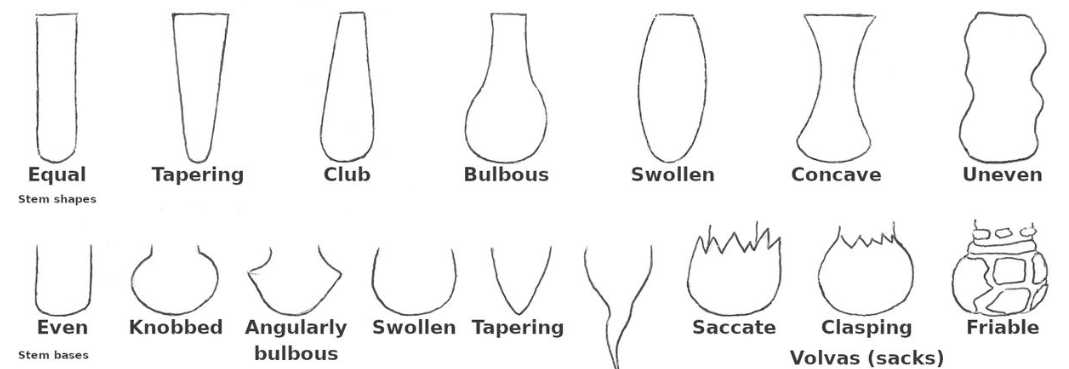 Equal Tapering Club Bulbous Swollen Concave Uneven
Stem shapes
Even Knobbed Angularly bulbous Swollen Tapering Saccate Clasping Friable
Stem bases
Volvas (sacks)